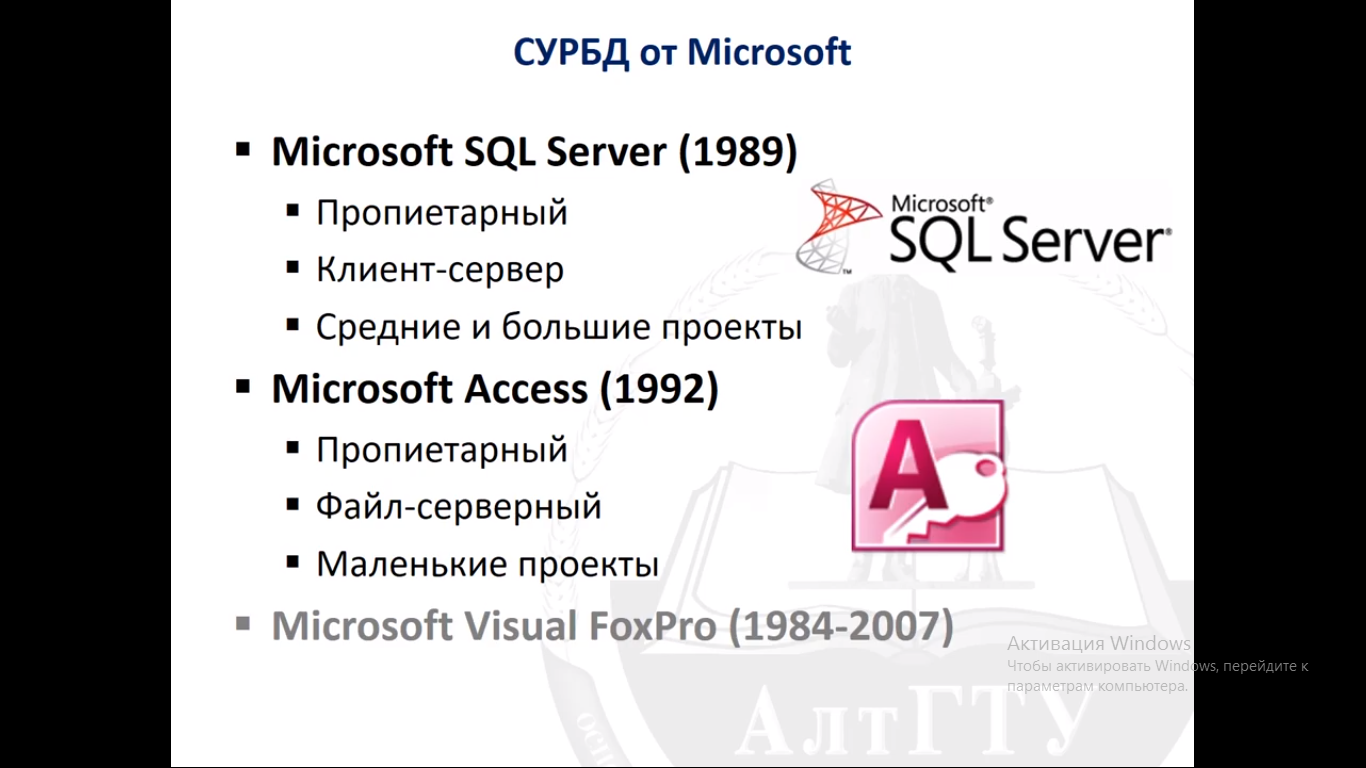 СУРБД от Microsoft
▪ Microsoft SQL Server (1989)
▪ Пропиетарный
▪ Клиент-сервер
▪ Средние и большие проекты
Microsoft®
SQL Server®
™
▪ Microsoft Access (1992)
▪ Пропиетарный
▪ Файл-серверный
▪ Маленькие проекты
A
▪ Microsoft Visual FoxPro (1984-2007)
Активация Windows
Чтобы активировать Windows, перейдите к
параметрам компьютера.
АлтГТУ